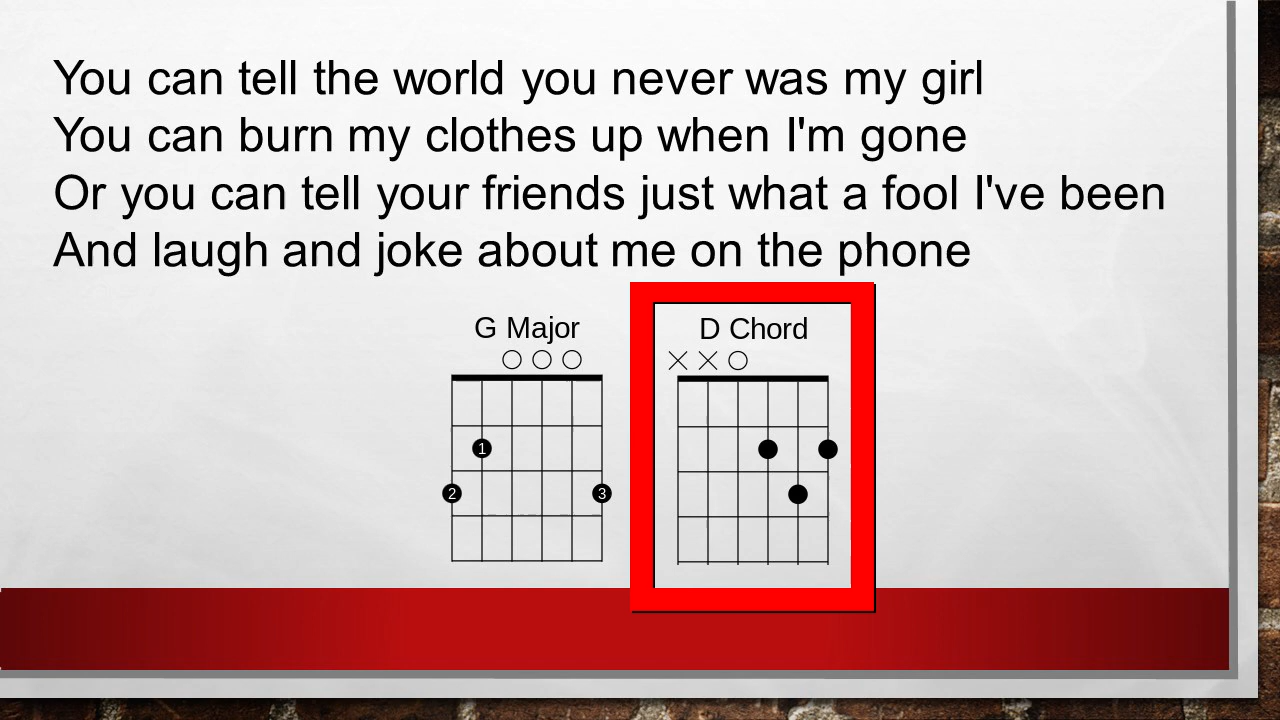 You can tell the world you never was my girl
You can burn my clothes up when I'm gone
Or you can tell your friends just what a fool I've been
And laugh and joke about me on the phone
G Major
D Chord
1
2
3